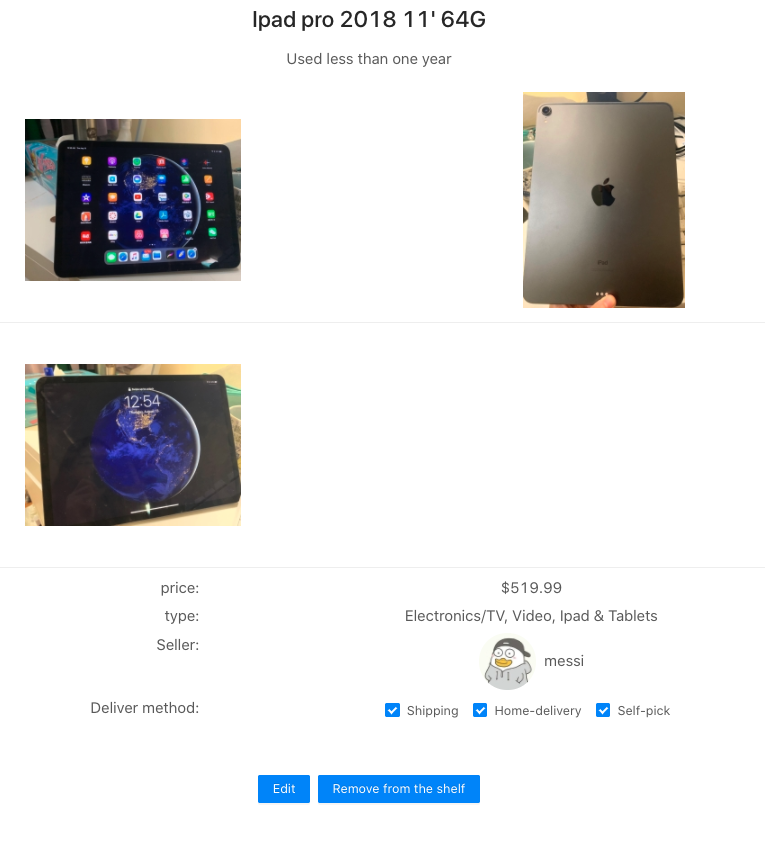 Ipad pro 2018 11' 64G
Used less than one year
iPad
12:54
price: $519.99
type: Electronics/TV, Video, Ipad & Tablets
Seller: messi
Deliver method: Shipping Home-delivery Self-pick
Edit Remove from the shelf